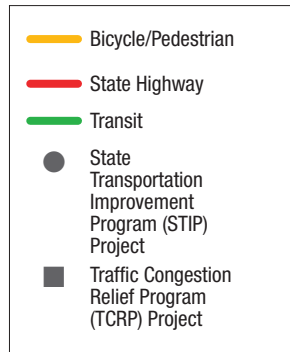 Bicycle/Pedestrian
State Highway
Transit
State
Transportation
Improvement
Program (STIP)
Project
Traffic Congestion
Relief Program
(TCRP) Project